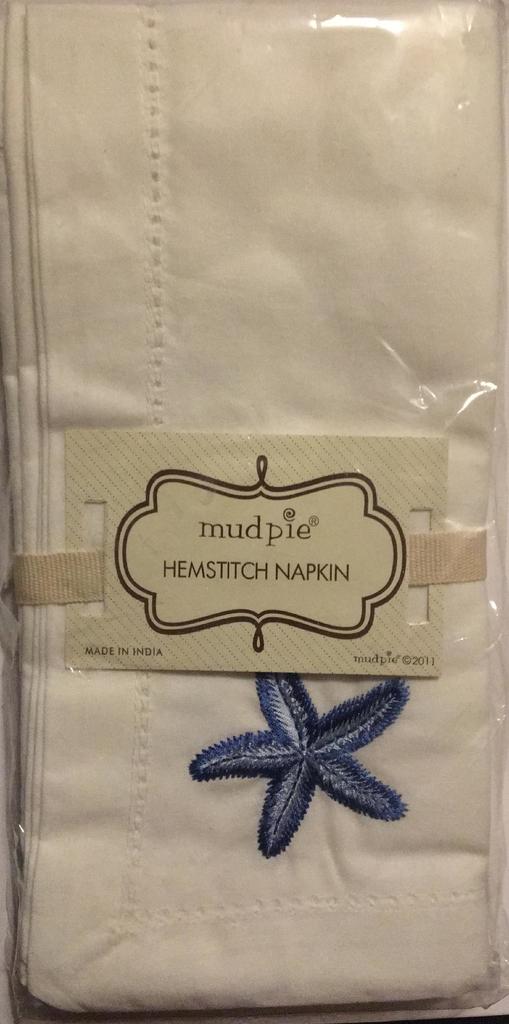 mudpie®
HEMSTITCH NAPKIN
MADE IN INDIA
mudpie® ©2011